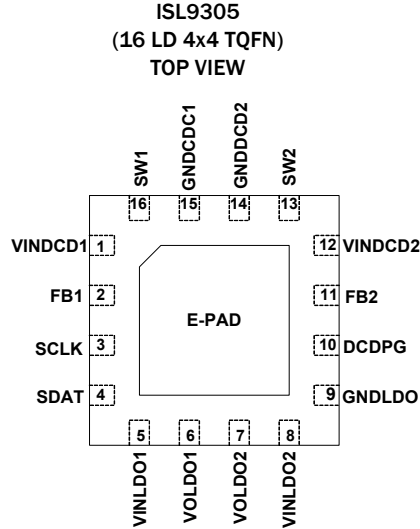 ISL9305
(16 LD 4x4 TQFN)
TOP VIEW
SW1
GNDCDC1
GNDDCD2
SW2
16
15
14
13
VINDCD1 1
12 VINDCD2
FB1 2
11 FB2
E-PAD
SCLK 3
10 DCDPG
SDAT 4
9 GNDLDO
5
6
7
8
VINLDO1
VOLDO1
VOLDO2
VINLDO2